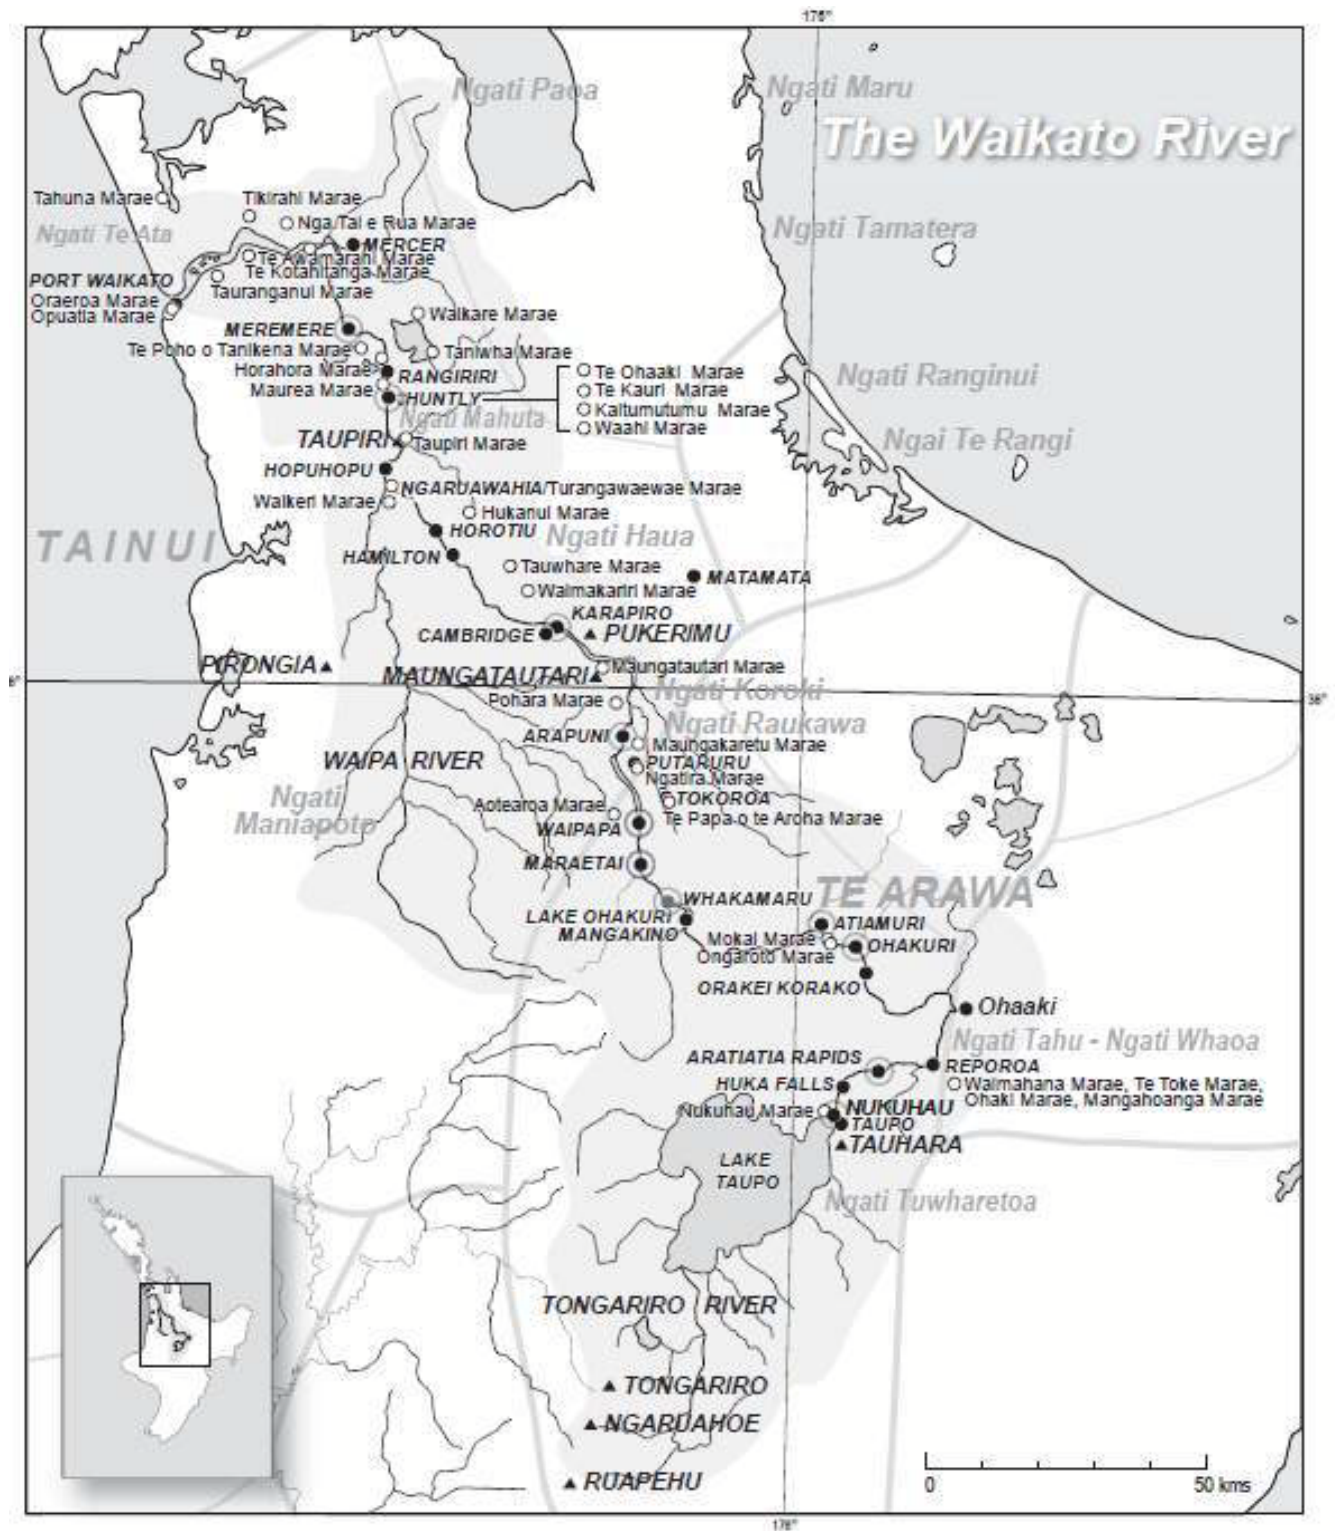 176°
Ngati Paoa
Ngati Maru
The Waikato River
Tahuna Marae
Tikirahi Marae
Nga/Tai e Rua Marae
Ngati Tamatera
Ngati Te Ata
MERCER
Te Awamarahi Marae
Te Kotahitanga Marae
PORT WAIKATO
Tauranganui Marae
Oraeroa Marae
Opuatia Marae
Waikare Marae
MEREMERE
Te Poho o Tanikena Marae
Taniwha Marae
Horahora Marae
RANGIRIRI
Te Ohaaki Marae
Ngati Ranginui
Maurea Marae
HUNTLY
Te Kauri Marae
Kaitumutumu Marae
Waahi Marae
Ngati Mahuta
TAUPIRI
Taupiri Marae
Ngai Te Rangi
HOPUHOPU
NGARUAWAHIA/Turangawaewae Marae
Waikeri Marae
Hukanui Marae
TAINUI
HOROTIU
Ngati Haua
HAMILTON
Tauwhare Marae
MATAMATA
Waimakariri Marae
KARAPIRO
CAMBRIDGE
PUKERIMU
PIRONGIA
MAUNGATAUTARI
Maungatautari Marae
Ngati Koroki
38°
Pohara Marae
Ngati Raukawa
ARAPUNI
Maungakaretu Marae
WAIPA RIVER
PUTARURU
Ngatira Marae
Ngati
Maniapoto
Aotearoa Marae
TOKOROA
Te Papa o te Aroha Marae
WAIPAPA
MARAETAI
WHAKAMARU
TE ARAWA
LAKE OHAKURI
MANGAKINO
ATIAMURI
Mokai Marae
OHAKURI
Ongaroto Marae
ORAKEI KORAKO
Ohaaki
Ngati Tahu - Ngati Whaoa
ARATIATIA RAPIDS
REPOROA
HUKA FALLS
Waimahana Marae, Te Toke Marae,
Ohaki Marae, Mangahoanga Marae
Nukuhau Marae
NUKUHAU
TAUPO
TAUHARA
LAKE
TAUPO
Ngati Tuwharetoa
TONGARIRO RIVER
TONGARIRO
NGARUAHOE
RUAPEHU
0 50 kms
176°